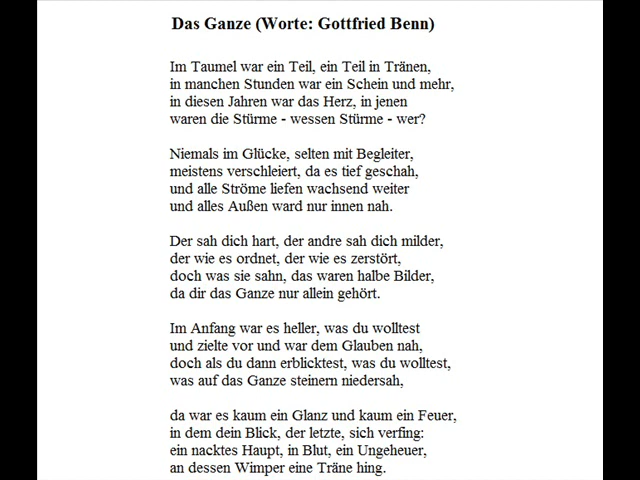 Das Ganze (Worte: Gottfried Benn)
Im Taumel war ein Teil, ein Teil in Tränen,
in manchen Stunden war ein Schein und mehr,
in diesen Jahren war das Herz, in jenen
waren die Stürme - wessen Stürme - wer?
Niemals im Glücke, selten mit Begleiter,
meistens verschleiert, da es tief geschah,
und alle Ströme liefen wachsend weiter
und alles Außen ward nur innen nah.
Der sah dich hart, der andre sah dich milder,
der wie es ordnet, der wie es zerstört,
doch was sie sahn, das waren halbe Bilder,
da dir das Ganze nur allein gehört.
Im Anfang war es heller, was du wolltest
und zielte vor und war dem Glauben nah,
doch als du dann erblicktest, was du wolltest,
was auf das Ganze steinern niedersah,
da war es kaum ein Glanz und kaum ein Feuer,
in dem dein Blick, der letzte, sich verfing:
ein nacktes Haupt, in Blut, ein Ungeheuer,
an dessen Wimper eine Träne hing.